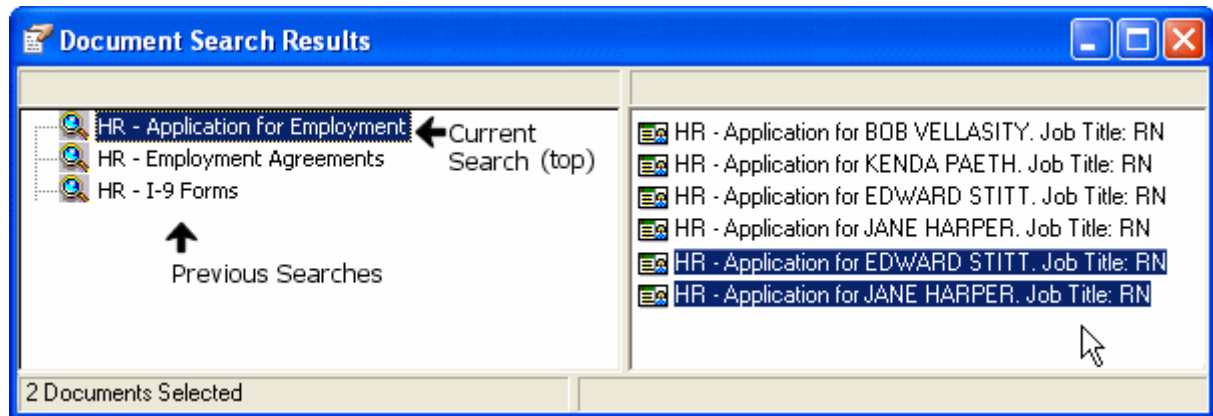 Document Search Results
HR - Application for Employment
HR - Employment Agreements
HR - I-9 Forms
Current
Search (top)
Previous Searches
HR - Application for BOB VELLASITY. Job Title: RN
HR - Application for KENDA PAETH. Job Title: RN
HR - Application for EDWARD STITT. Job Title: RN
HR - Application for JANE HARPER. Job Title: RN
HR - Application for EDWARD STITT. Job Title: RN
HR - Application for JANE HARPER. Job Title: RN
2 Documents Selected